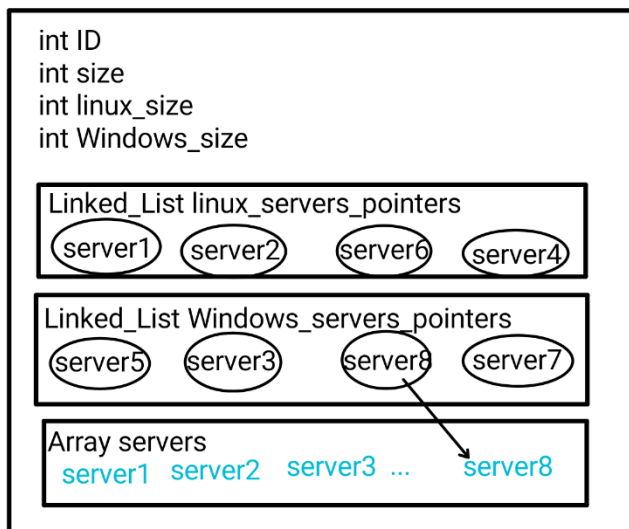 int ID
int size
int linux_size
int Windows_size
Linked_List linux_servers_pointers
server1 server2 server6 server4
Linked_List Windows_servers_pointers
server5 server3 server8 server7
Array servers
server1 server2 server3 ... server8